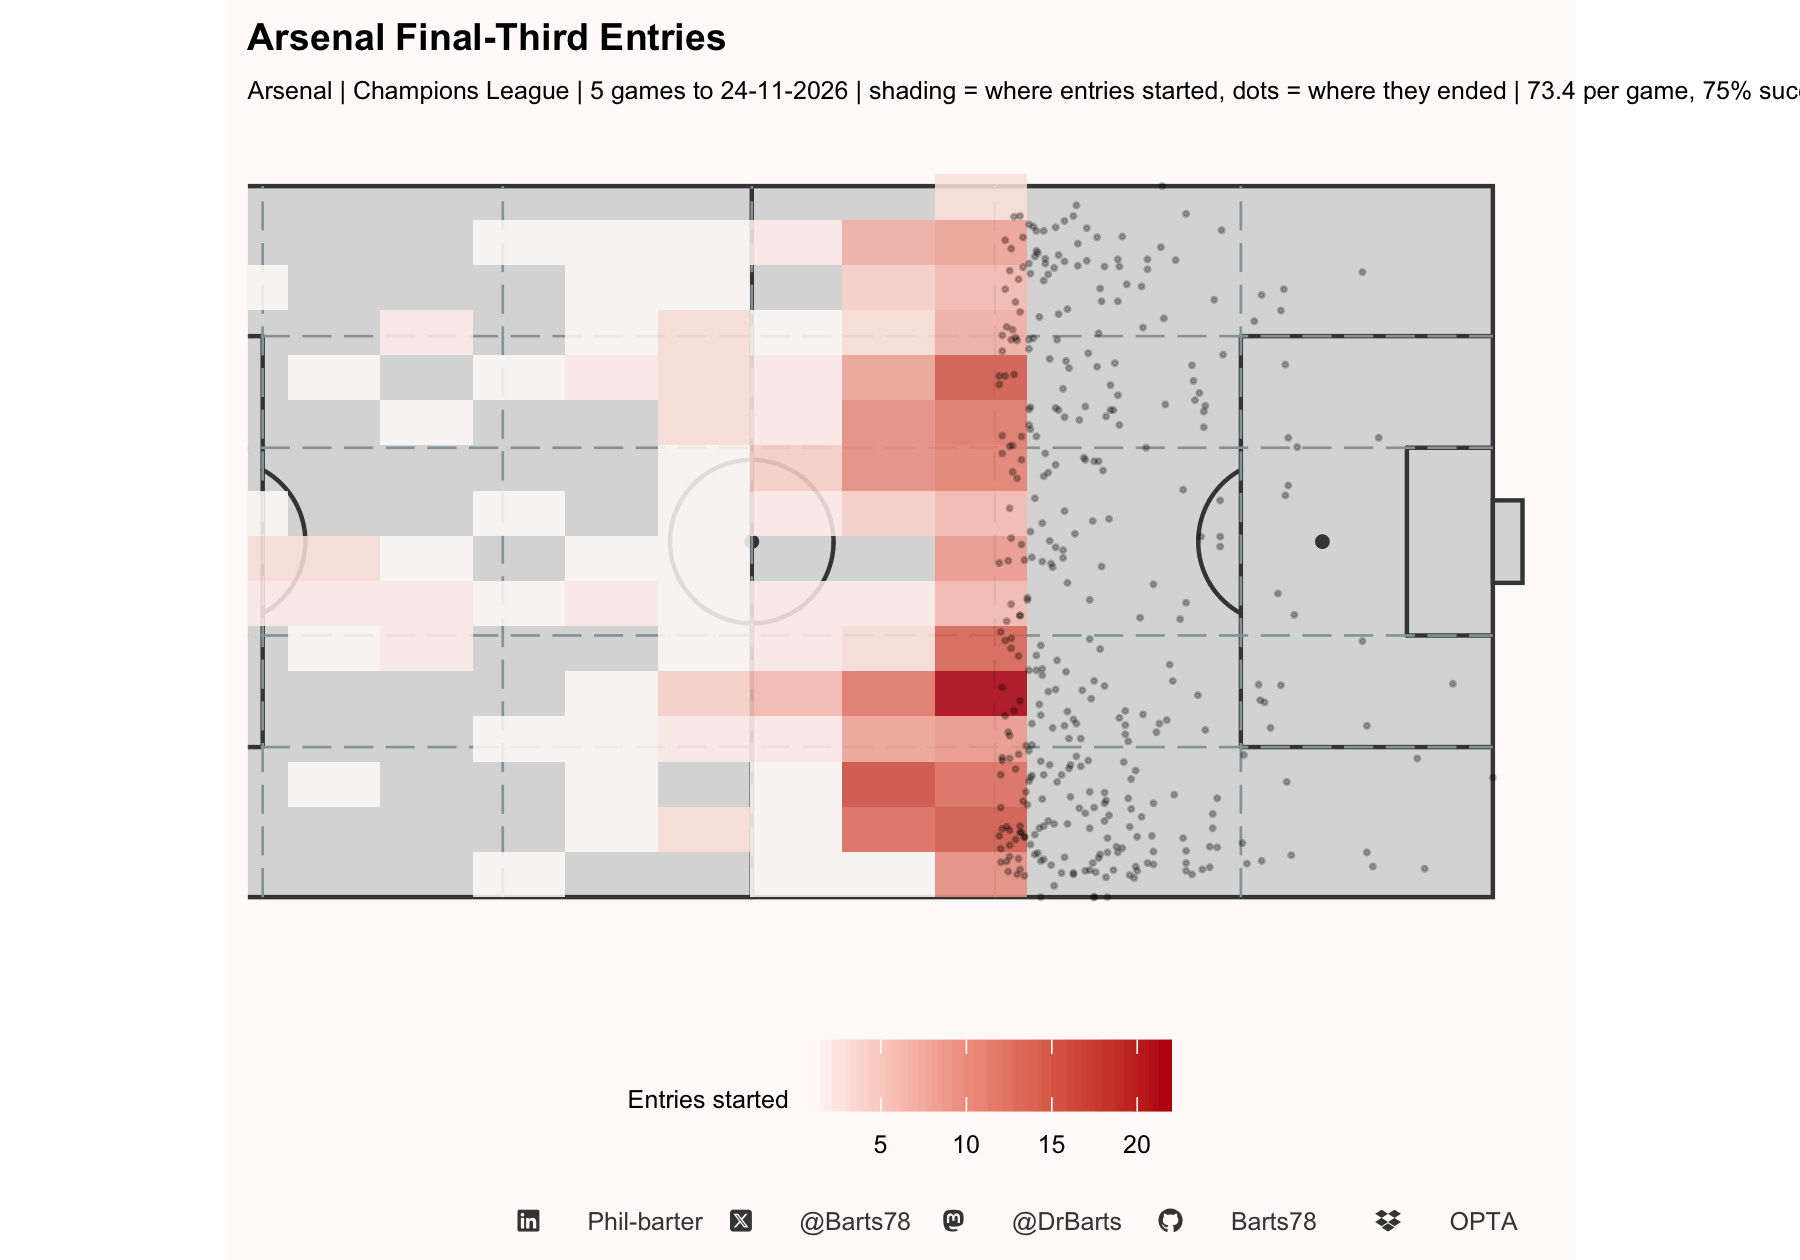 Arsenal Final-Third Entries
Arsenal | Champions League | 5 games to 24-11-2026 | shading = where entries started, dots = where they ended | 73.4 per game, 75% succ
Entries started
5 10 15 20
Phil-barter @Barts78 @DrBarts Barts78 OPTA